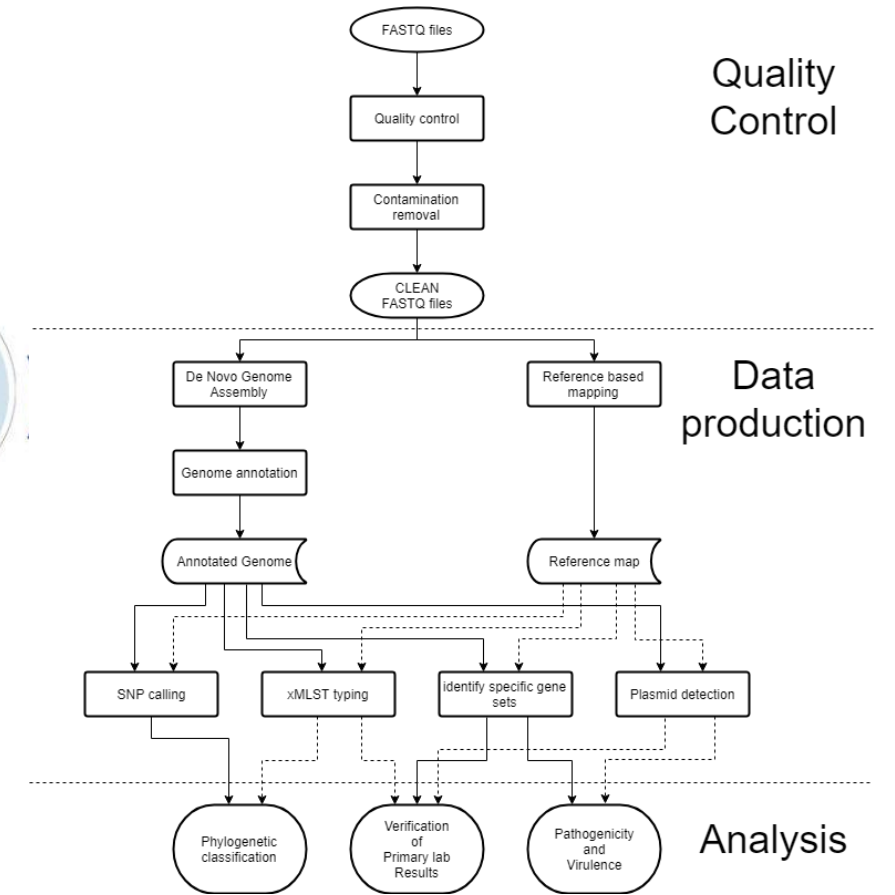 FASTQ files
Quality
Control
Quality control
Contamination
removal
CLEAN
FASTQ files
De Novo Genome
Assembly
Reference based
mapping
Data
production
Genome annotation
Annotated Genome
Reference map
SNP calling
xMLST typing
identify specific gene
sets
Plasmid detection
Phylogenetic
classification
Verification
of
Primary lab
Results
Pathogenicity
and
Virulence
Analysis